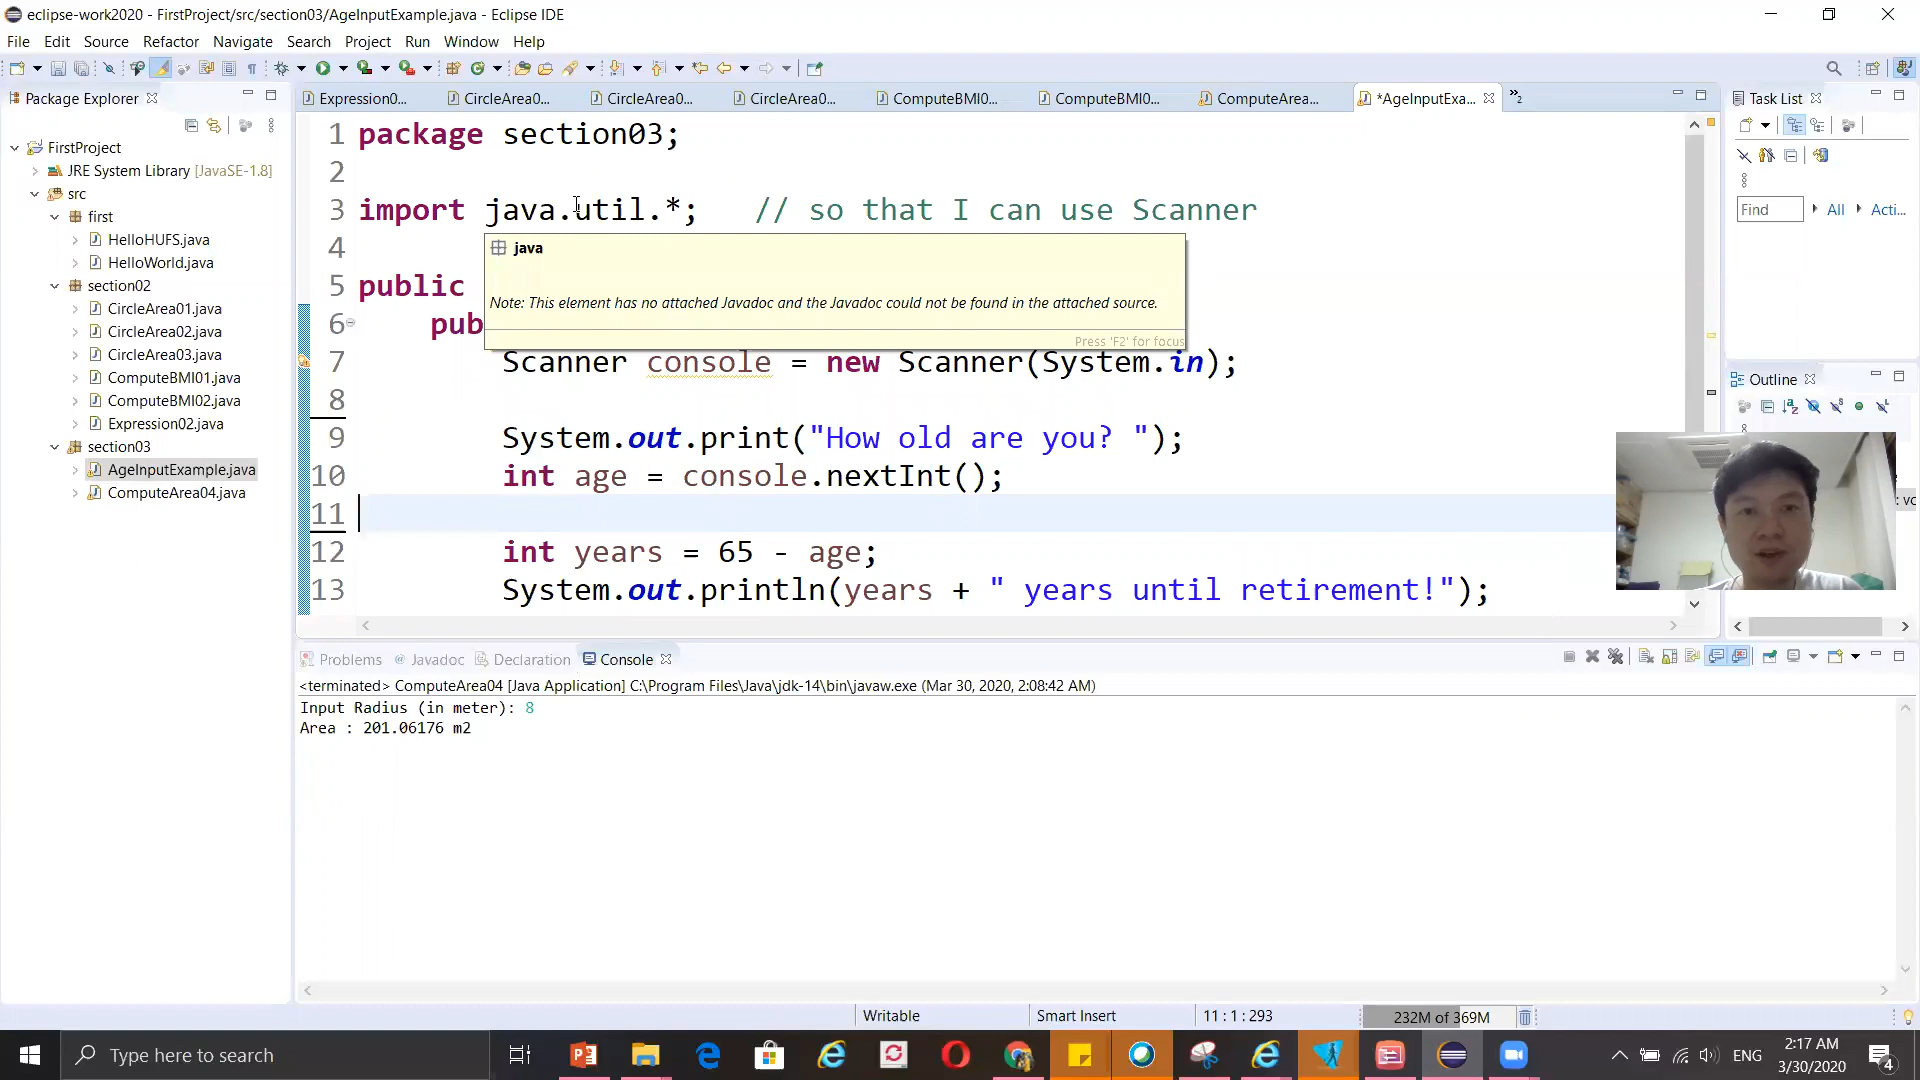 eclipse-work2020 - FirstProject/src/section03/AgeInputExample.java - Eclipse IDE
File Edit Source Refactor Navigate Search Project Run Window Help
Package Explorer
FirstProject
JRE System Library [JavaSE-1.8]
src
first
HelloHUFS.java
HelloWorld.java
section02
CircleArea01.java
CircleArea02.java
CircleArea03.java
ComputeBMI01.java
ComputeBMI02.java
Expression02.java
section03
AgeInputExample.java
ComputeArea04.java
Expression0... CircleArea0... CircleArea0... CircleArea0... ComputeBMI0... ComputeBMI0... ComputeArea... *AgeInputExa... »2
1 package section03;
2
3 import java.util.*; // so that I can use Scanner
4
java
5 public
Note: This element has no attached Javadoc and the Javadoc could not be found in the attached source.
6 pub
Press 'F2' for focus
7 Scanner console = new Scanner(System.in);
8
9 System.out.print("How old are you? ");
10 int age = console.nextInt();
11
12 int years = 65 - age;
13 System.out.println(years + " years until retirement!");
Task List
Find All Acti...
Outline
Problems @ Javadoc Declaration Console
<terminated> ComputeArea04 [Java Application] C:\Program Files\Java\jdk-14\bin\javaw.exe (Mar 30, 2020, 2:08:42 AM)
Input Radius (in meter): 8
Area : 201.06176 m2
Writable Smart Insert 11 : 1 : 293 232M of 369M
Type here to search
ENG
2:17 AM
3/30/2020
4